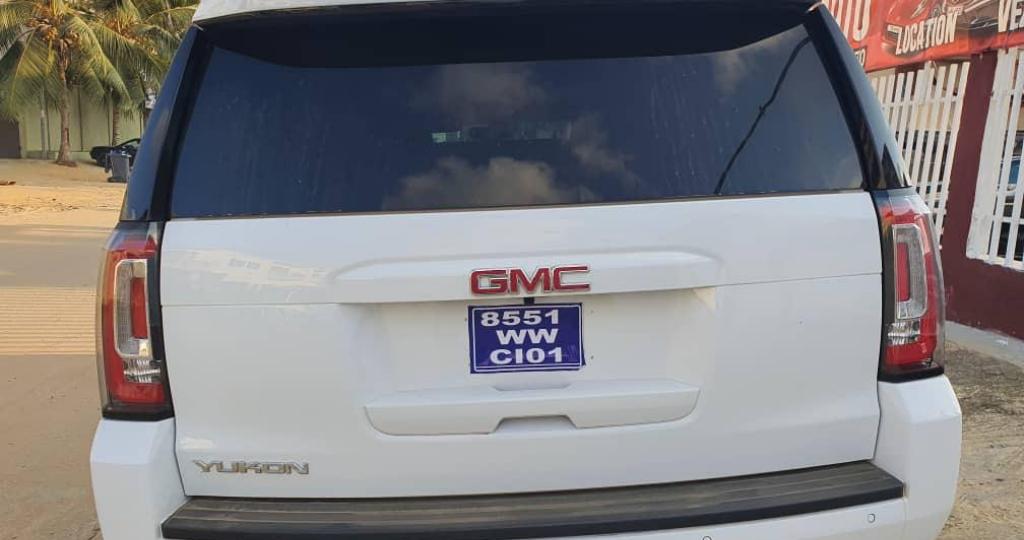 LOCATION
GMC
8551
WW
CI01
YUKON